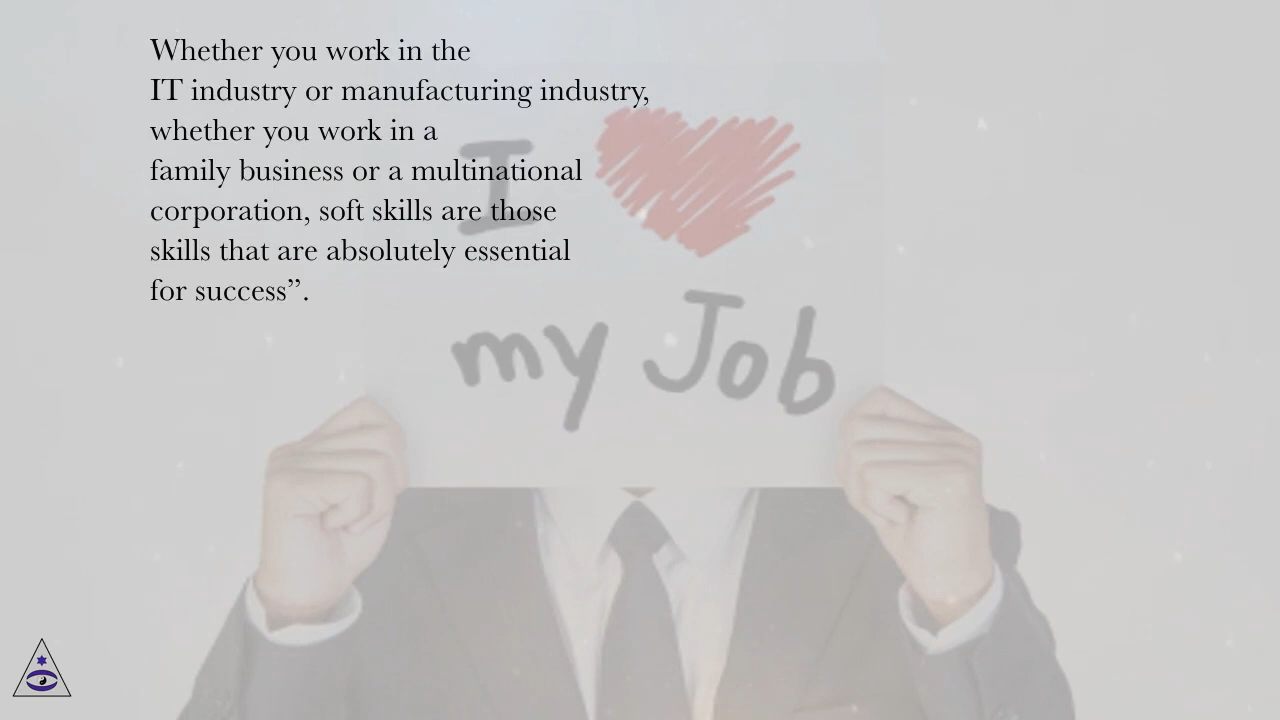 Whether you work in the
IT industry or manufacturing industry,
whether you work in a
family business or a multinational
corporation, soft skills are those
skills that are absolutely essential
for success”.
I
my Job